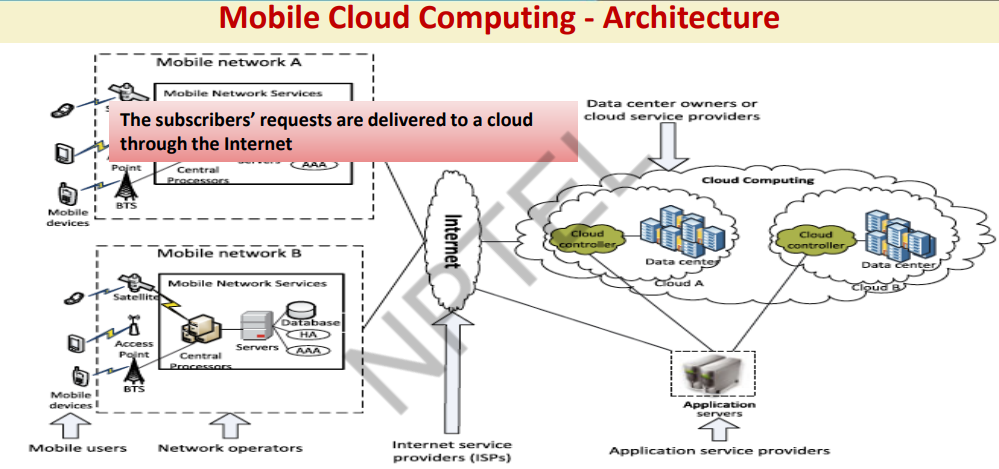 Mobile Cloud Computing - Architecture
Mobile network A
Mobile Network Services
The subscribers' requests are delivered to a cloud
through the Internet
Point
Central
Processors
Servers
AAA
BTS
Mobile
devices
Mobile network B
Mobile Network Services
Satellite
Access
Point
BTS
Central
Processors
Servers
Database
HA
AAA
Mobile
devices
Mobile users
Network operators
Internet
Internet service
providers (ISPs)
Data center owners or
cloud service providers
Cloud Computing
Cloud
controller
Data center
Cloud A
Cloud
controller
Data center
Cloud B
Application
servers
Application service providers
NPTEL